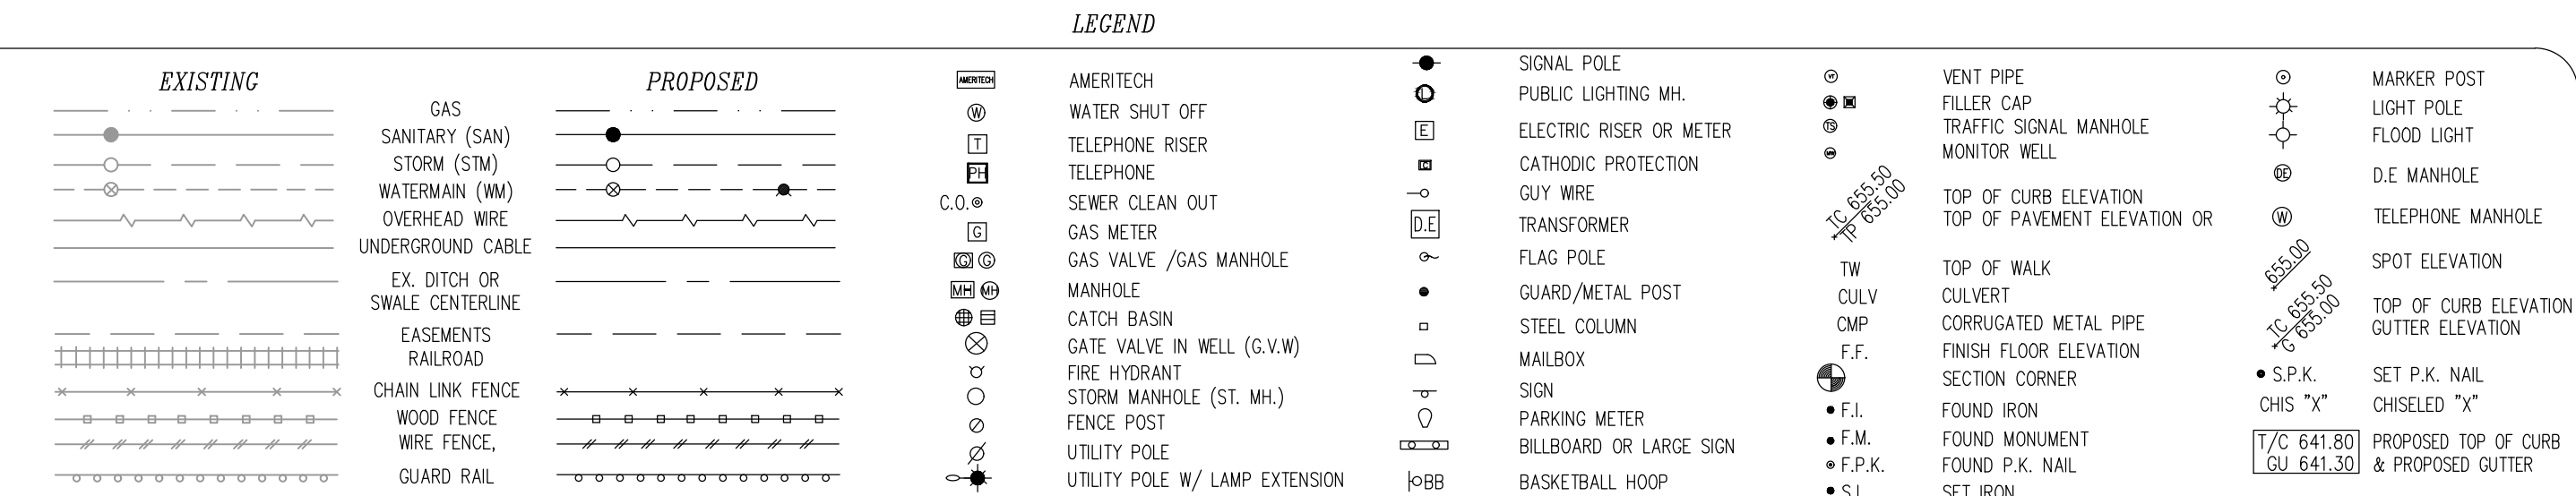 LEGEND
EXISTING
PROPOSED
GAS
SANITARY (SAN)
STORM (STM)
WATERMAIN (WM)
OVERHEAD WIRE
UNDERGROUND CABLE
EX. DITCH OR
SWALE CENTERLINE
EASEMENTS
RAILROAD
CHAIN LINK FENCE
WOOD FENCE
WIRE FENCE,
GUARD RAIL
AMERITECH AMERITECH
W WATER SHUT OFF
T TELEPHONE RISER
PH TELEPHONE
C.O. SEWER CLEAN OUT
G GAS METER
G G GAS VALVE /GAS MANHOLE
MH MH MANHOLE
CATCH BASIN
GATE VALVE IN WELL (G.V.W)
FIRE HYDRANT
STORM MANHOLE (ST. MH.)
FENCE POST
UTILITY POLE
UTILITY POLE W/ LAMP EXTENSION
SIGNAL POLE
L PUBLIC LIGHTING MH.
E ELECTRIC RISER OR METER
C CATHODIC PROTECTION
GUY WIRE
D.E TRANSFORMER
FLAG POLE
GUARD/METAL POST
STEEL COLUMN
MAILBOX
SIGN
PARKING METER
BILLBOARD OR LARGE SIGN
BB BASKETBALL HOOP
VT VENT PIPE
FILLER CAP
TS TRAFFIC SIGNAL MANHOLE
MW MONITOR WELL
TC 655.50 TOP OF CURB ELEVATION
TP 655.00 TOP OF PAVEMENT ELEVATION OR
TW TOP OF WALK
CULV CULVERT
CMP CORRUGATED METAL PIPE
F.F. FINISH FLOOR ELEVATION
SECTION CORNER
F.I. FOUND IRON
F.M. FOUND MONUMENT
F.P.K. FOUND P.K. NAIL
S.I. SET IRON
MARKER POST
LIGHT POLE
FLOOD LIGHT
DE D.E MANHOLE
W TELEPHONE MANHOLE
655.00 SPOT ELEVATION
TC 655.50 TOP OF CURB ELEVATION
G 655.00 GUTTER ELEVATION
S.P.K. SET P.K. NAIL
CHIS "X" CHISELED "X"
T/C 641.80 PROPOSED TOP OF CURB
GU 641.30 & PROPOSED GUTTER